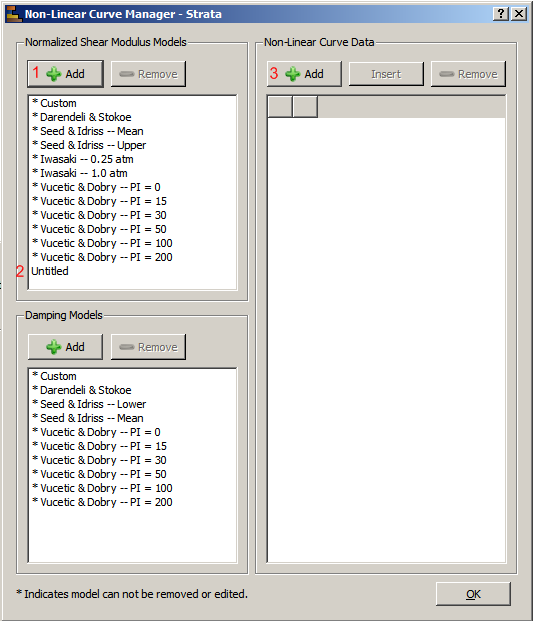 Non-Linear Curve Manager - Strata
Normalized Shear Modulus Models
1 Add Remove
* Custom
* Darendeli & Stokoe
* Seed & Idriss -- Mean
* Seed & Idriss -- Upper
* Iwasaki -- 0.25 atm
* Iwasaki -- 1.0 atm
* Vucetic & Dobry -- PI = 0
* Vucetic & Dobry -- PI = 15
* Vucetic & Dobry -- PI = 30
* Vucetic & Dobry -- PI = 50
* Vucetic & Dobry -- PI = 100
* Vucetic & Dobry -- PI = 200
2 Untitled
Damping Models
Add Remove
* Custom
* Darendeli & Stokoe
* Seed & Idriss -- Lower
* Seed & Idriss -- Mean
* Vucetic & Dobry -- PI = 0
* Vucetic & Dobry -- PI = 15
* Vucetic & Dobry -- PI = 30
* Vucetic & Dobry -- PI = 50
* Vucetic & Dobry -- PI = 100
* Vucetic & Dobry -- PI = 200
Non-Linear Curve Data
3 Add Insert Remove
* Indicates model can not be removed or edited.
OK